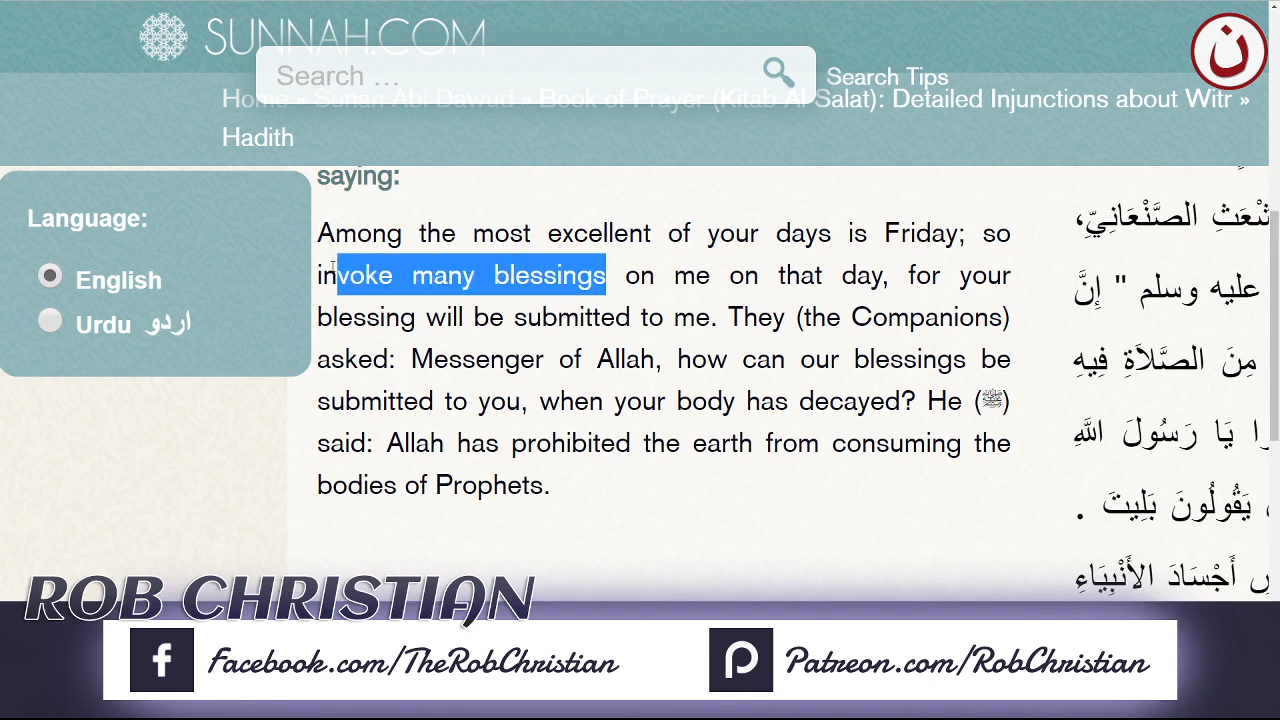 SUNNAH.COM
ن
Search ...
Search Tips
Home » Sunan Abi Dawud » Book of Prayer (Kitab Al-Salat): Detailed Injunctions about Witr »
Hadith
saying:
Language:
English
Urdu اردو
Among the most excellent of your days is Friday; so
invoke many blessings on me on that day, for your
blessing will be submitted to me. They (the Companions)
asked: Messenger of Allah, how can our blessings be
submitted to you, when your body has decayed? He (ﷺ)
said: Allah has prohibited the earth from consuming the
bodies of Prophets.
الصَّنْعَانِيِّ،
عليه وسلم " إِنَّ
مِنَ الصَّلاَةِ فِيهِ
يَا رَسُولَ اللَّهِ
يَقُولُونَ بَلِيتَ .
أَجْسَادَ الأَنْبِيَاءِ
ROB CHRISTIAN
f Facebook.com/TheRobChristian
Patreon.com/RobChristian